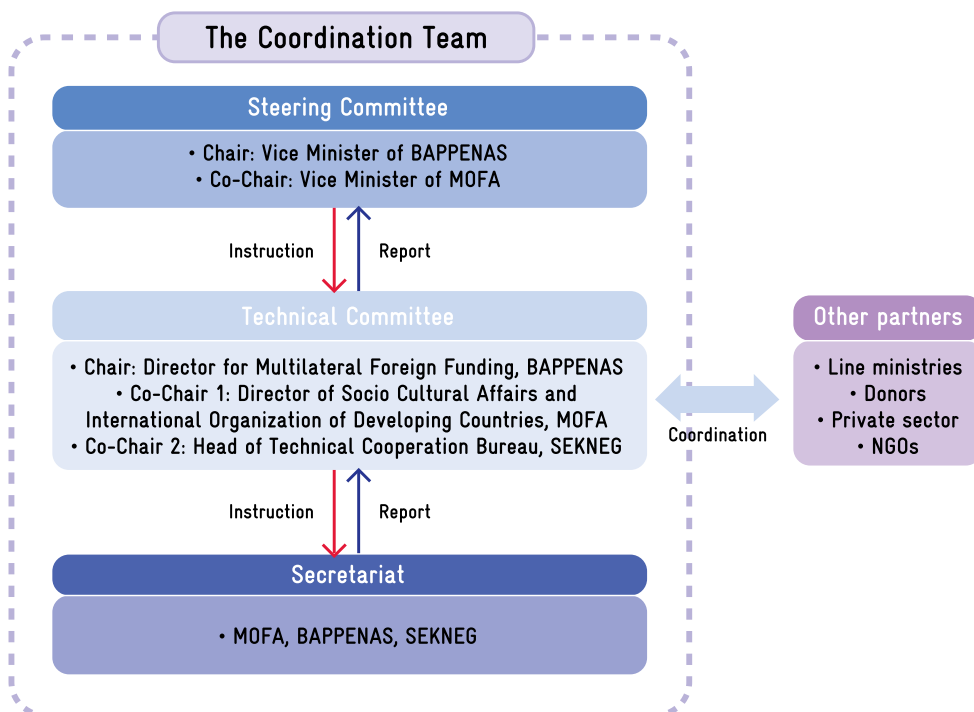 The Coordination Team
Steering Committee
• Chair: Vice Minister of BAPPENAS
• Co-Chair: Vice Minister of MOFA
Instruction
Report
Technical Committee
• Chair: Director for Multilateral Foreign Funding, BAPPENAS
• Co-Chair 1: Director of Socio Cultural Affairs and
International Organization of Developing Countries, MOFA
• Co-Chair 2: Head of Technical Cooperation Bureau, SEKNEG
Coordination
Other partners
• Line ministries
• Donors
• Private sector
• NGOs
Instruction
Report
Secretariat
• MOFA, BAPPENAS, SEKNEG